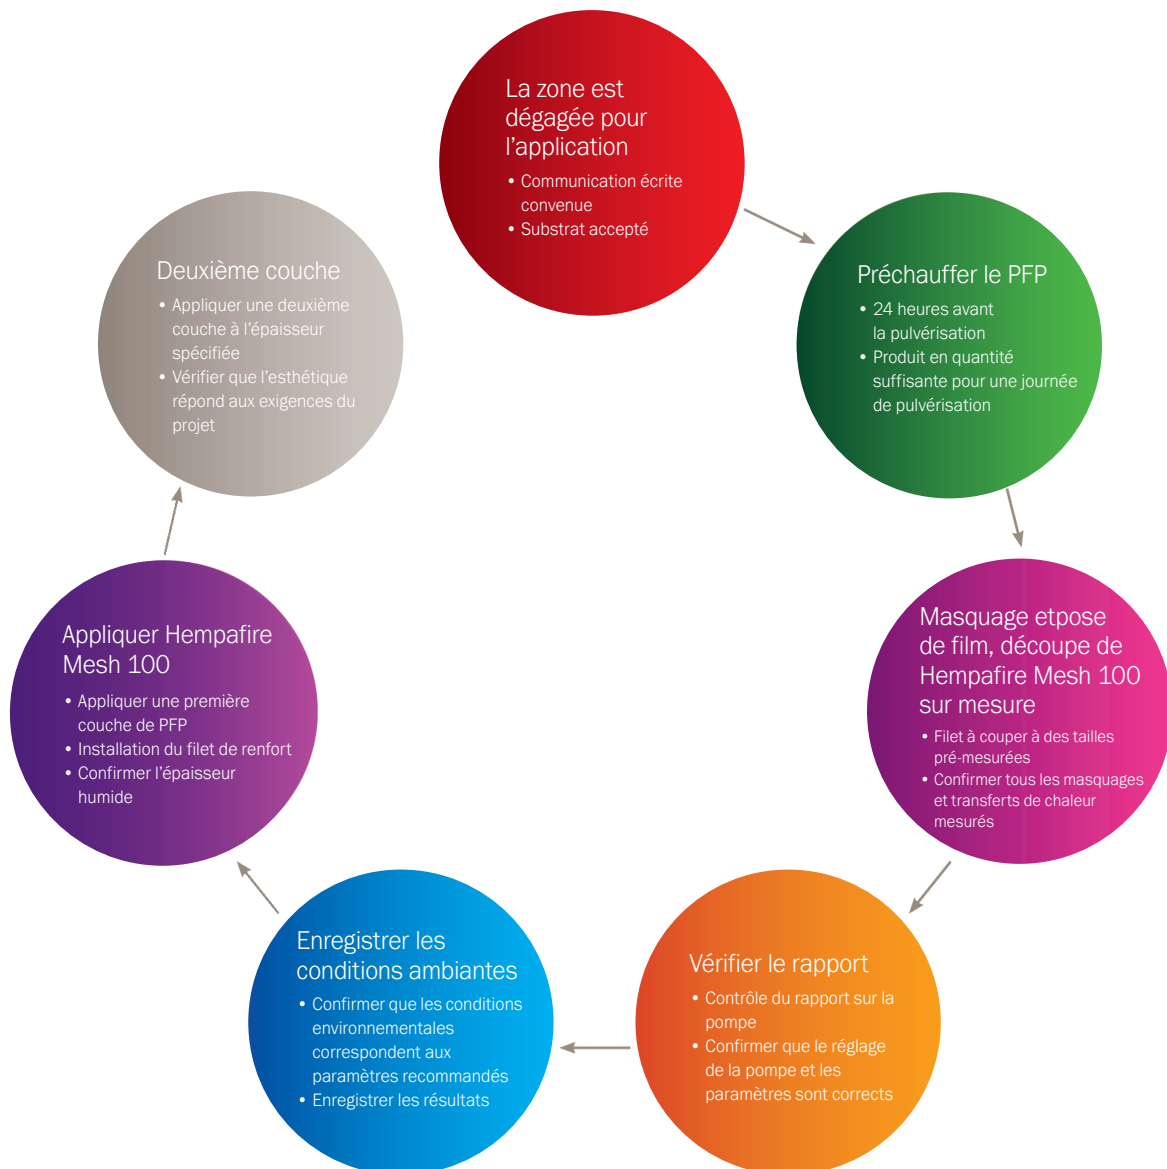 La zone est
dégagée pour
l'application
• Communication écrite
convenue
• Substrat accepté
Préchauffer le PFP
• 24 heures avant
la pulvérisation
• Produit en quantité
suffisante pour une journée
de pulvérisation
Masquage etpose
de film, découpe de
Hempafire Mesh 100
sur mesure
• Filet à couper à des tailles
pré-mesurées
• Confirmer tous les masquages
et transferts de chaleur
mesurés
Vérifier le rapport
• Contrôle du rapport sur la
pompe
• Confirmer que le réglage
de la pompe et les
paramètres sont corrects
Enregistrer les
conditions ambiantes
• Confirmer que les conditions
environnementales
correspondent aux
paramètres recommandés
• Enregistrer les résultats
Appliquer Hempafire
Mesh 100
• Appliquer une première
couche de PFP
• Installation du filet de renfort
• Confirmer l'épaisseur
humide
Deuxième couche
• Appliquer une deuxième
couche à l'épaisseur
spécifiée
• Vérifier que l'esthétique
répond aux exigences du
projet